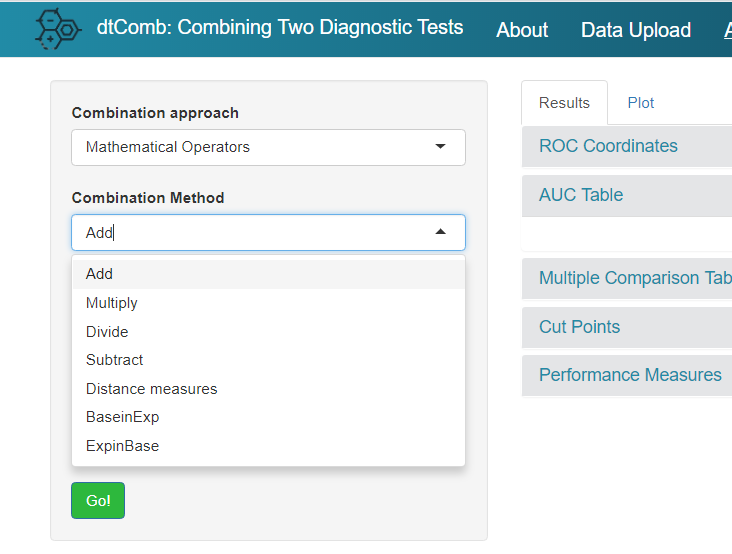 dtComb: Combining Two Diagnostic Tests About Data Upload
Combination approach
Mathematical Operators
Combination Method
Add
Add
Multiply
Divide
Subtract
Distance measures
BaseinExp
ExpinBase
Go!
Results Plot
ROC Coordinates
AUC Table
Multiple Comparison Tab
Cut Points
Performance Measures